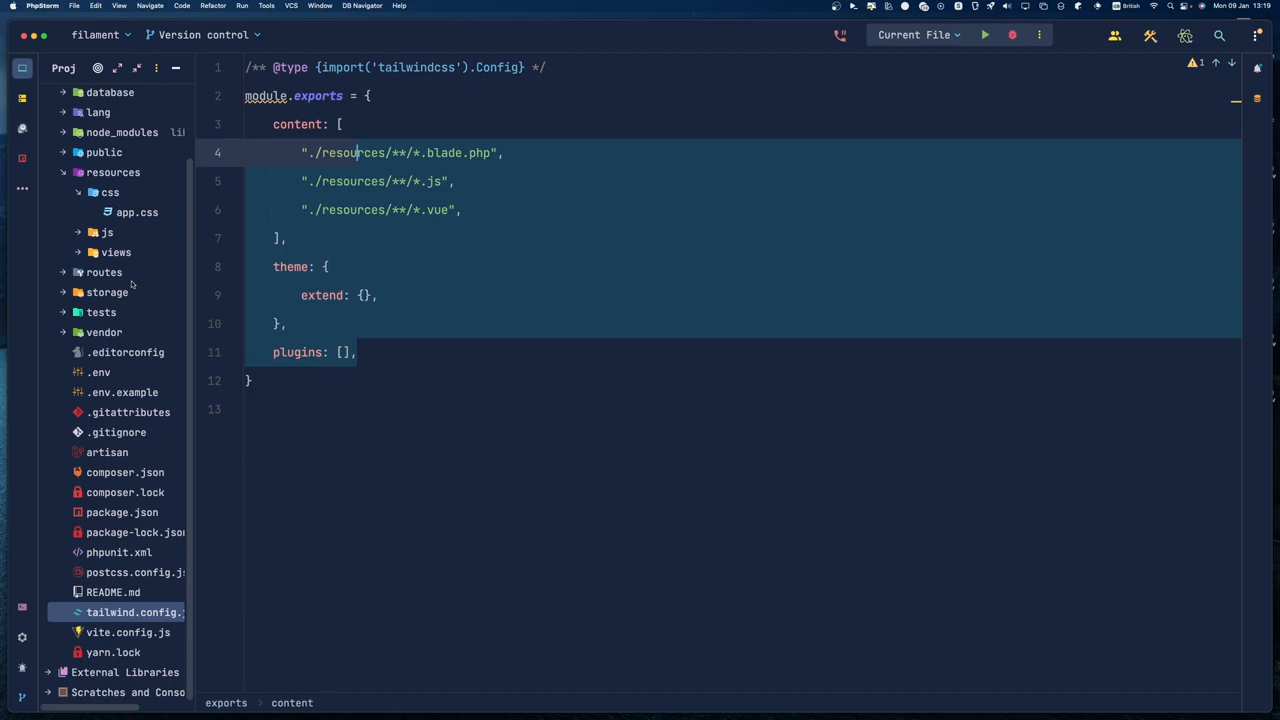 PhpStorm File Edit View Navigate Code Refactor Run Tools VCS Window DB Navigator Help British Mon 09 Jan 13:19
filament Version control Current File
Proj
database
lang
node_modules lib
public
resources
css
app.css
js
views
routes
storage
tests
vendor
.editorconfig
.env
.env.example
.gitattributes
.gitignore
artisan
composer.json
composer.lock
package.json
package-lock.json
phpunit.xml
postcss.config.js
README.md
tailwind.config.j
vite.config.js
yarn.lock
External Libraries
Scratches and Conso
1 /** @type {import('tailwindcss').Config} */
2 module.exports = {
3 content: [
4 "./resources/**/*.blade.php",
5 "./resources/**/*.js",
6 "./resources/**/*.vue",
7 ],
8 theme: {
9 extend: {},
10 },
11 plugins: [],
12 }
13
1
exports > content